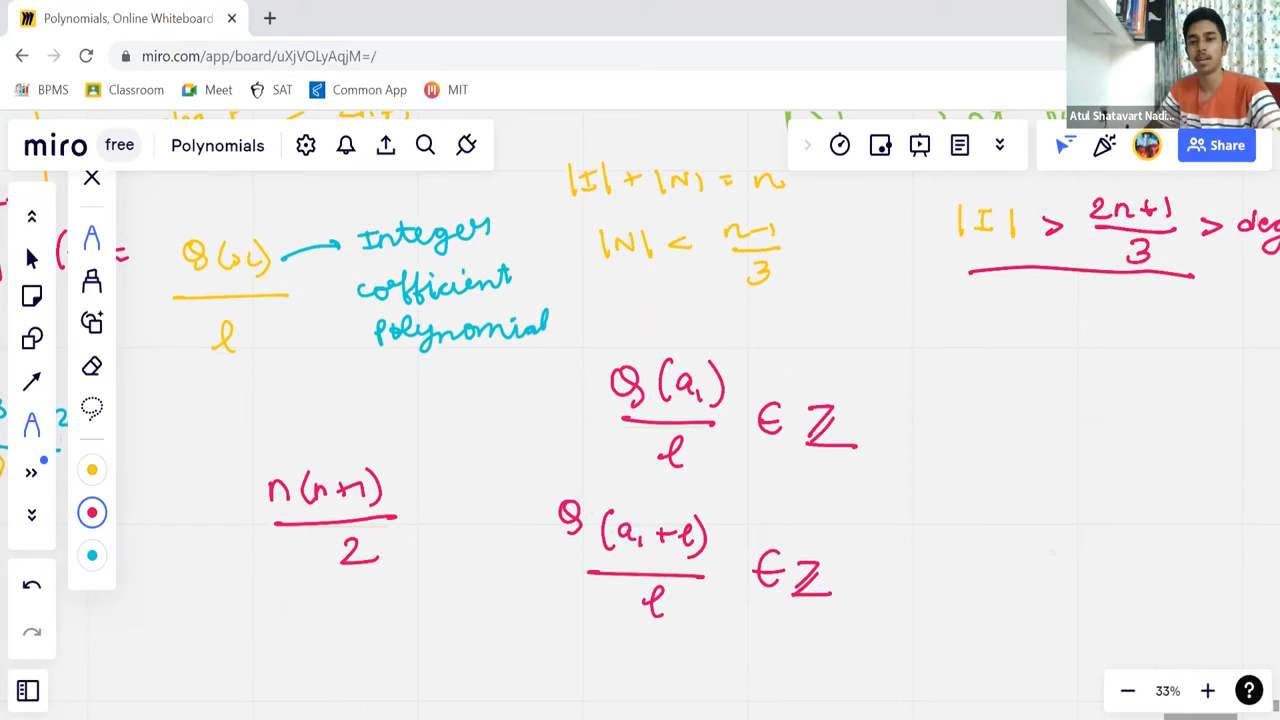 Polynomials, Online Whiteboard
miro.com/app/board/uXjVOLyAqjM=/
BPMS Classroom Meet SAT Common App MIT
Atul Shatavart Nadi...
miro free Polynomials
Share
|I| + |N| = n
|N| < n-1/3
|I| > 2n+1/3 > deg
Q(x)/l
Integer
cofficient
polynomial
Q(a₁)/l ∈ ℤ
n(n+1)/2
Q(a₁+l)/l ∈ ℤ
33%